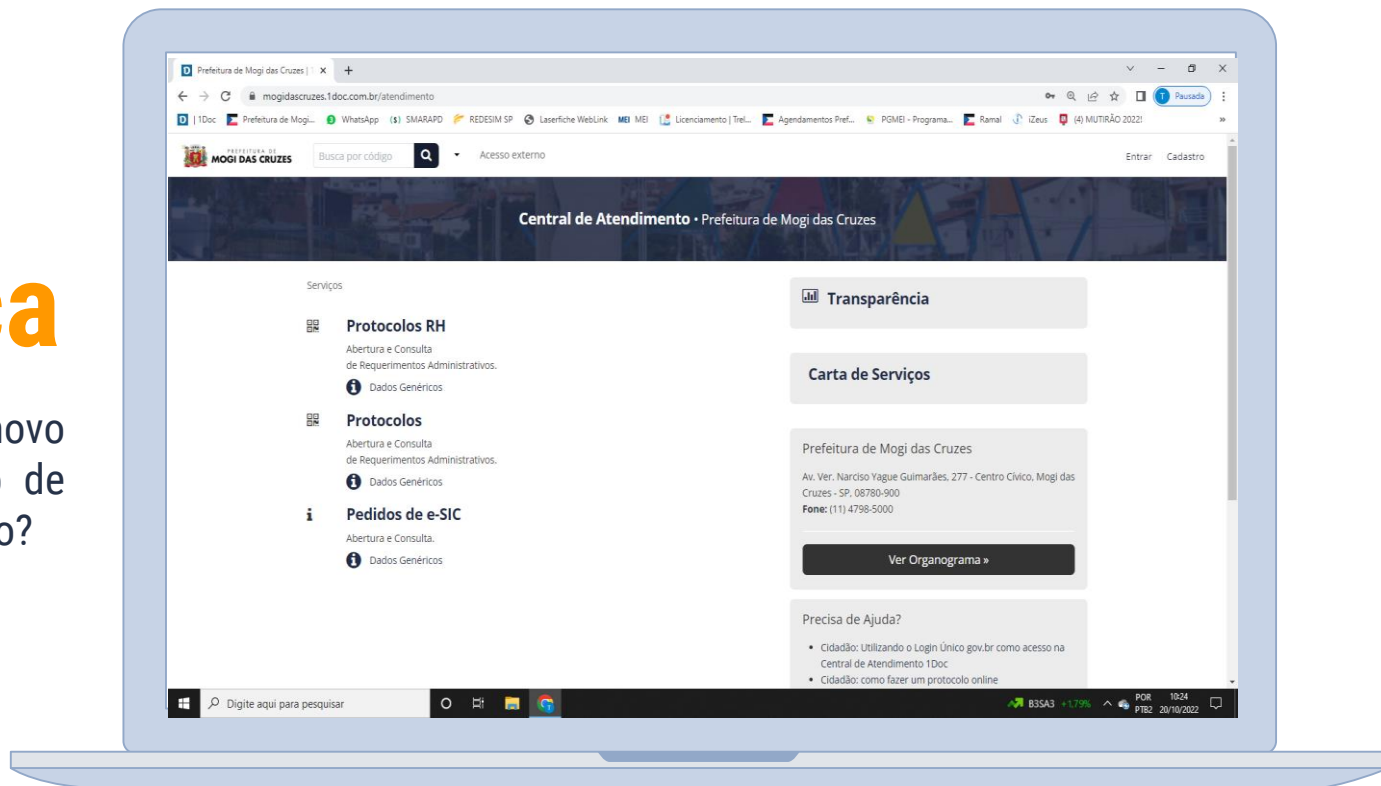 ca
novo
de
o?
Prefeitura de Mogi das Cruzes |
mogidascruzes.1doc.com.br/atendimento
Pausada
| 1Doc
Prefeitura de Mogi...
WhatsApp
SMARAPD
REDESIM SP
Laserfiche WebLink
MEI MEI
Licenciamento | Trel...
Agendamentos Pref...
PGMEI - Programa...
Ramal
iZeus
(4) MUTIRÃO 2022!
PREFEITURA DE
MOGI DAS CRUZES
Busca por código
Acesso externo
Entrar
Cadastro
Central de Atendimento • Prefeitura de Mogi das Cruzes
Serviços
Protocolos RH
Abertura e Consulta
de Requerimentos Administrativos.
Dados Genéricos
Protocolos
Abertura e Consulta
de Requerimentos Administrativos.
Dados Genéricos
Pedidos de e-SIC
Abertura e Consulta.
Dados Genéricos
Transparência
Carta de Serviços
Prefeitura de Mogi das Cruzes
Av. Ver. Narciso Yague Guimarães, 277 - Centro Cívico, Mogi das
Cruzes - SP, 08780-900
Fone: (11) 4798-5000
Ver Organograma »
Precisa de Ajuda?
• Cidadão: Utilizando o Login Único gov.br como acesso na
Central de Atendimento 1Doc
• Cidadão: como fazer um protocolo online
Digite aqui para pesquisar
B3SA3 +1,79%
POR
PTB2
10:24
20/10/2022